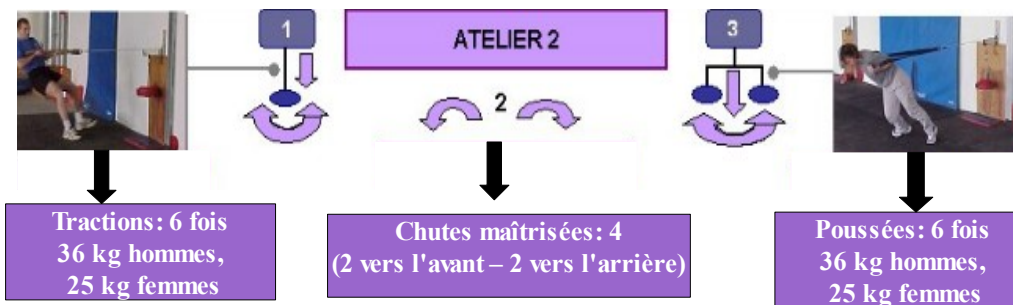 1
ATELIER 2
3
2
Tractions: 6 fois
36 kg hommes,
25 kg femmes
Chutes maîtrisées: 4
(2 vers l'avant – 2 vers l'arrière)
Poussées: 6 fois
36 kg hommes,
25 kg femmes